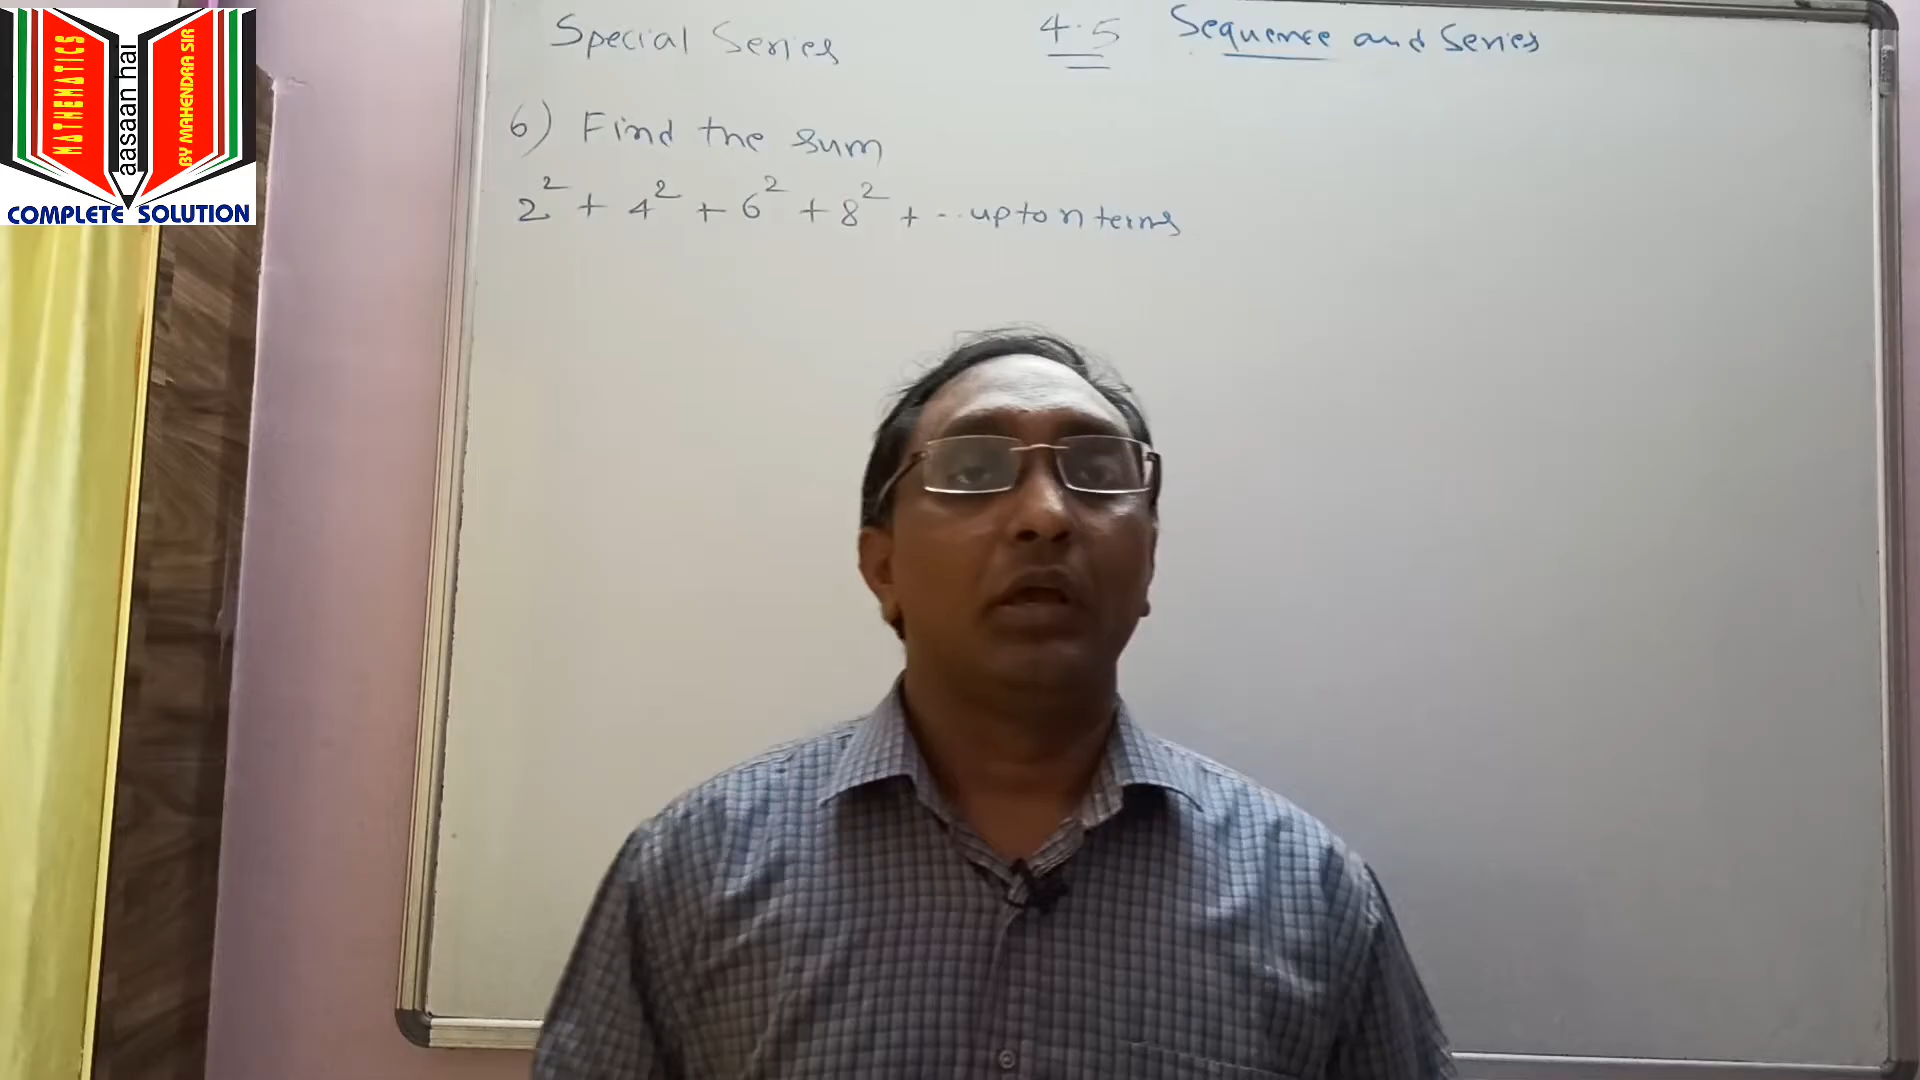 MATHEMATICS
aasaan hai
BY MAHENDRA SIR
COMPLETE SOLUTION
Special Series 4.5 Sequence and Series
6) Find the sum
2² + 4² + 6² + 8² + ... upto n terms